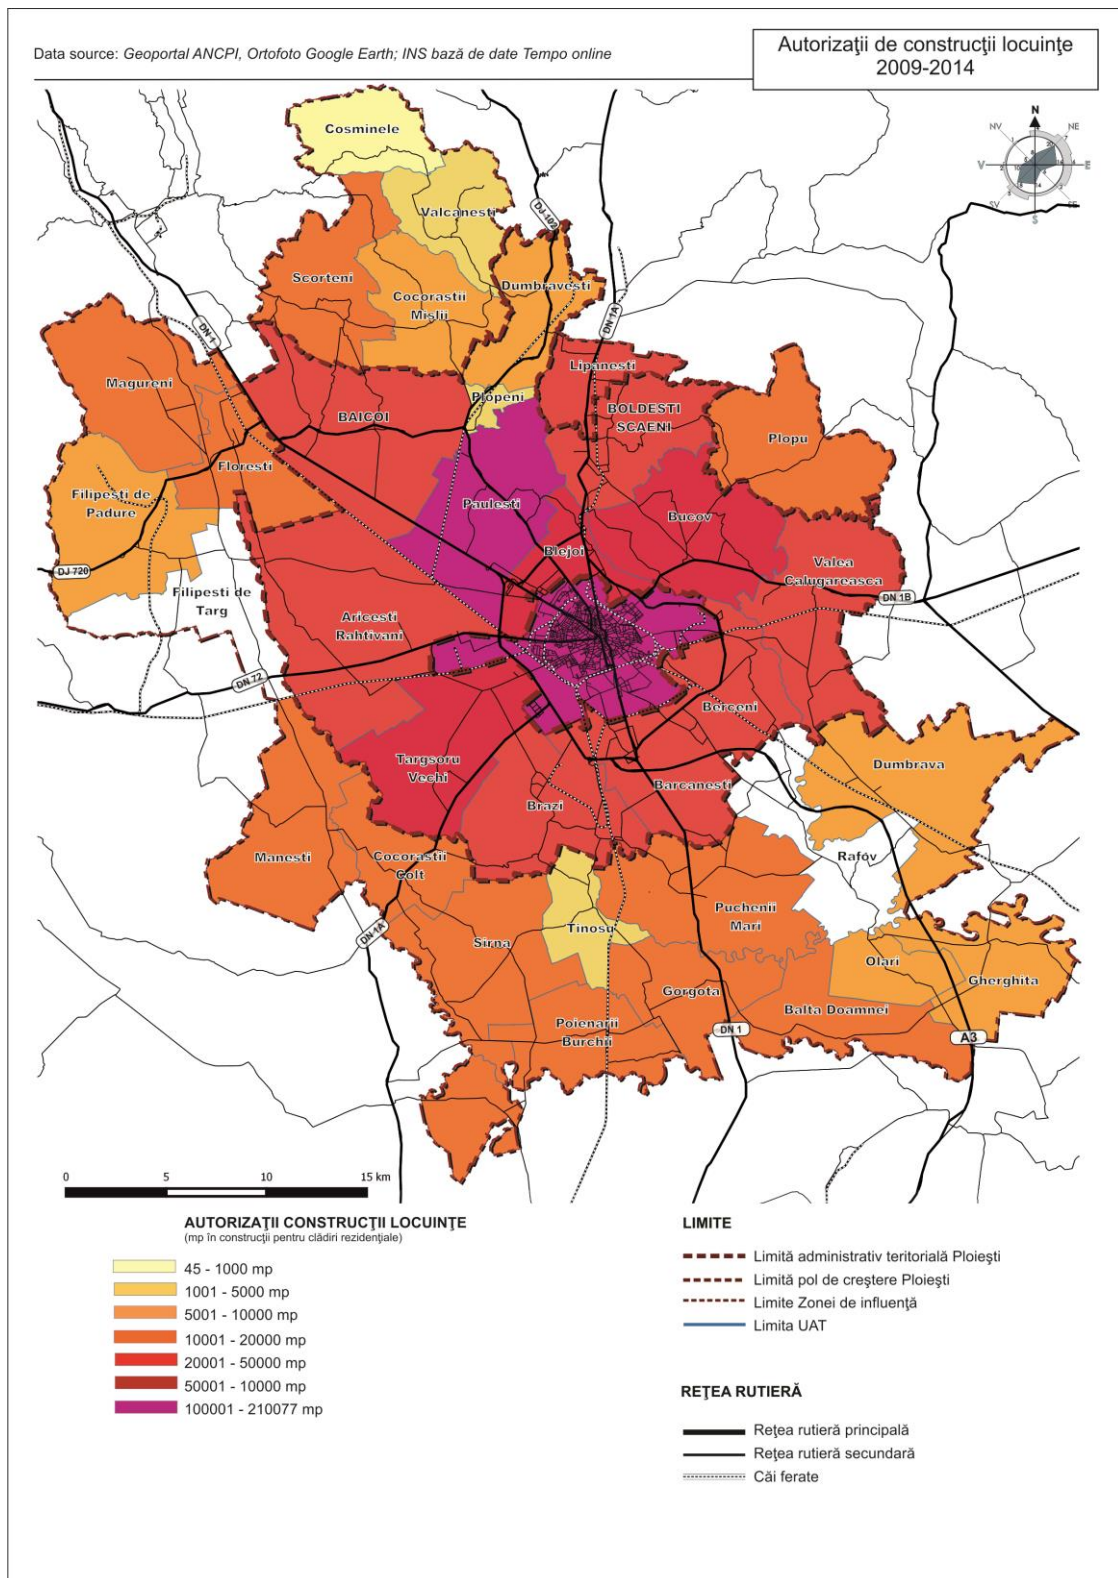 Data source: Geoportal ANCPI, Ortofoto Google Earth; INS bază de date Tempo online
Autorizaţii de construcţii locuinţe
2009-2014
N
NV
NE
V
E
SV
SE
S
Cosminele
Valcanesti
DJ 102
Scorteni
Cocorastii
Mislii
Dumbravesti
DN 1
DN 1A
Magureni
Lipanesti
Plopeni
BAICOI
BOLDESTI
SCAENI
Plopu
Floresti
Filipesti de
Padure
Paulesti
Bucov
Blejoi
Valea
Calugareasca
DJ 720
Filipesti de
Targ
DN 1B
Aricesti
Rahtivani
DN 72
Berceni
Targsoru
Vechi
Dumbrava
Barcanesti
Brazi
Manesti
Cocorastii
Colt
Rafov
Puchenii
Mari
DN 1A
Sirna
Tinosu
Olari
Gherghita
Gorgota
Balta Doamnei
Poienarii
Burchii
DN 1
A3
0 5 10 15 km
AUTORIZAŢII CONSTRUCŢII LOCUINŢE
(mp în construcţii pentru clădiri rezidenţiale)
45 - 1000 mp
1001 - 5000 mp
5001 - 10000 mp
10001 - 20000 mp
20001 - 50000 mp
50001 - 10000 mp
100001 - 210077 mp
LIMITE
Limită administrativ teritorială Ploieşti
Limită pol de creştere Ploieşti
Limite Zonei de influenţă
Limita UAT
REŢEA RUTIERĂ
Reţea rutieră principală
Reţea rutieră secundară
Căi ferate